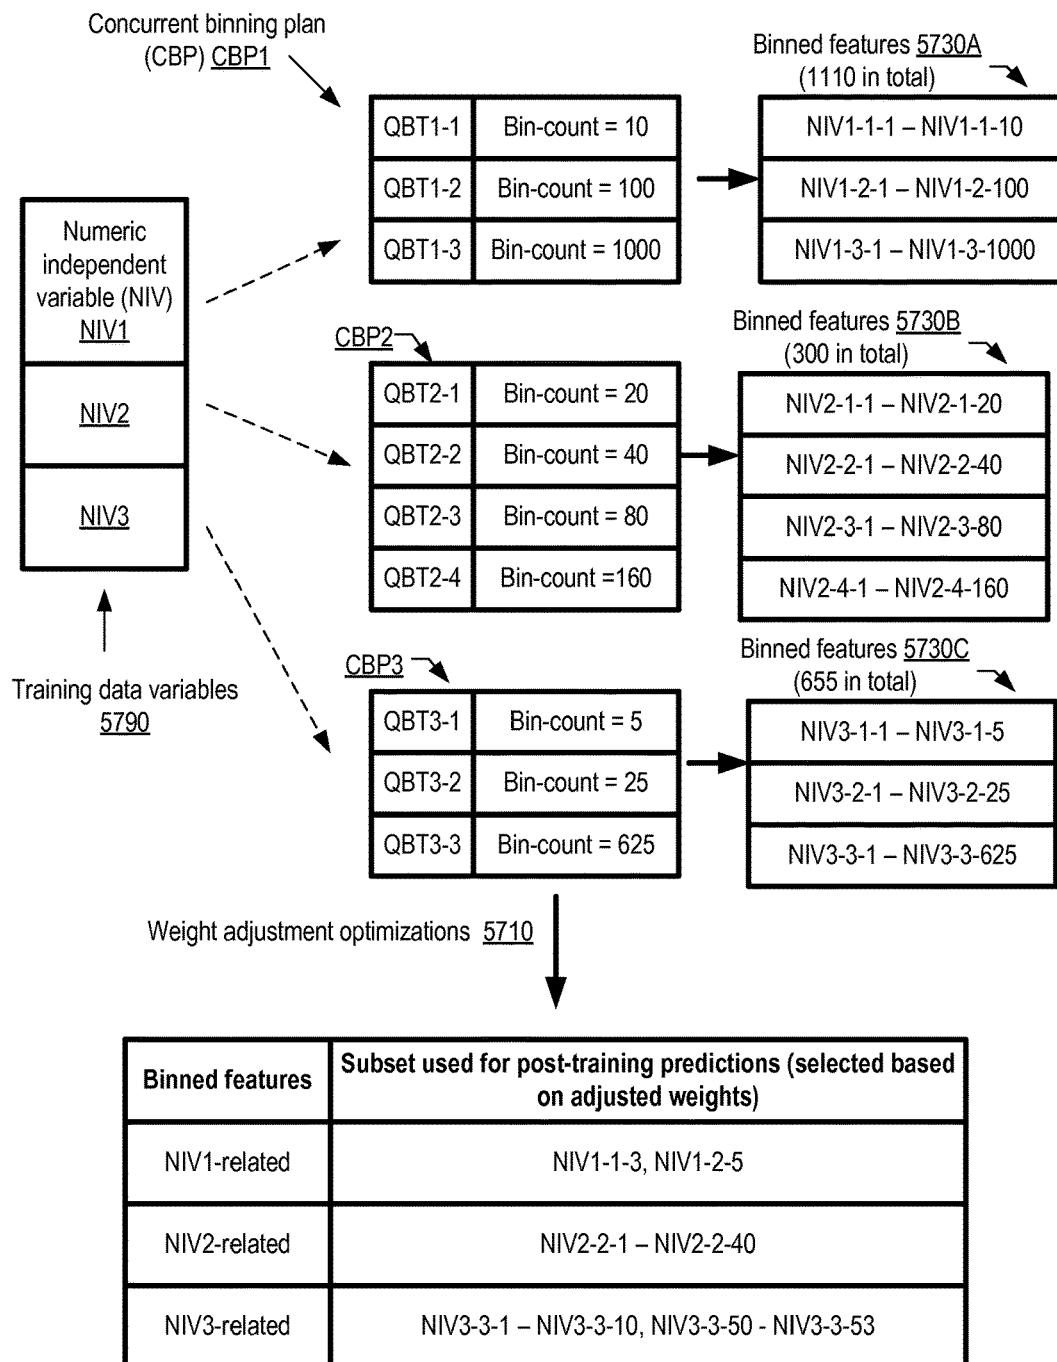 Concurrent binning plan
(CBP) CBP1
Binned features 5730A
(1110 in total)
QBT1-1 Bin-count = 10
QBT1-2 Bin-count = 100
QBT1-3 Bin-count = 1000
NIV1-1-1 – NIV1-1-10
NIV1-2-1 – NIV1-2-100
NIV1-3-1 – NIV1-3-1000
Numeric
independent
variable (NIV)
NIV1
NIV2
NIV3
Training data variables
5790
CBP2
Binned features 5730B
(300 in total)
QBT2-1 Bin-count = 20
QBT2-2 Bin-count = 40
QBT2-3 Bin-count = 80
QBT2-4 Bin-count =160
NIV2-1-1 – NIV2-1-20
NIV2-2-1 – NIV2-2-40
NIV2-3-1 – NIV2-3-80
NIV2-4-1 – NIV2-4-160
CBP3
Binned features 5730C
(655 in total)
QBT3-1 Bin-count = 5
QBT3-2 Bin-count = 25
QBT3-3 Bin-count = 625
NIV3-1-1 – NIV3-1-5
NIV3-2-1 – NIV3-2-25
NIV3-3-1 – NIV3-3-625
Weight adjustment optimizations 5710
Binned features
Subset used for post-training predictions (selected based
on adjusted weights)
NIV1-related NIV1-1-3, NIV1-2-5
NIV2-related NIV2-2-1 – NIV2-2-40
NIV3-related NIV3-3-1 – NIV3-3-10, NIV3-3-50 - NIV3-3-53